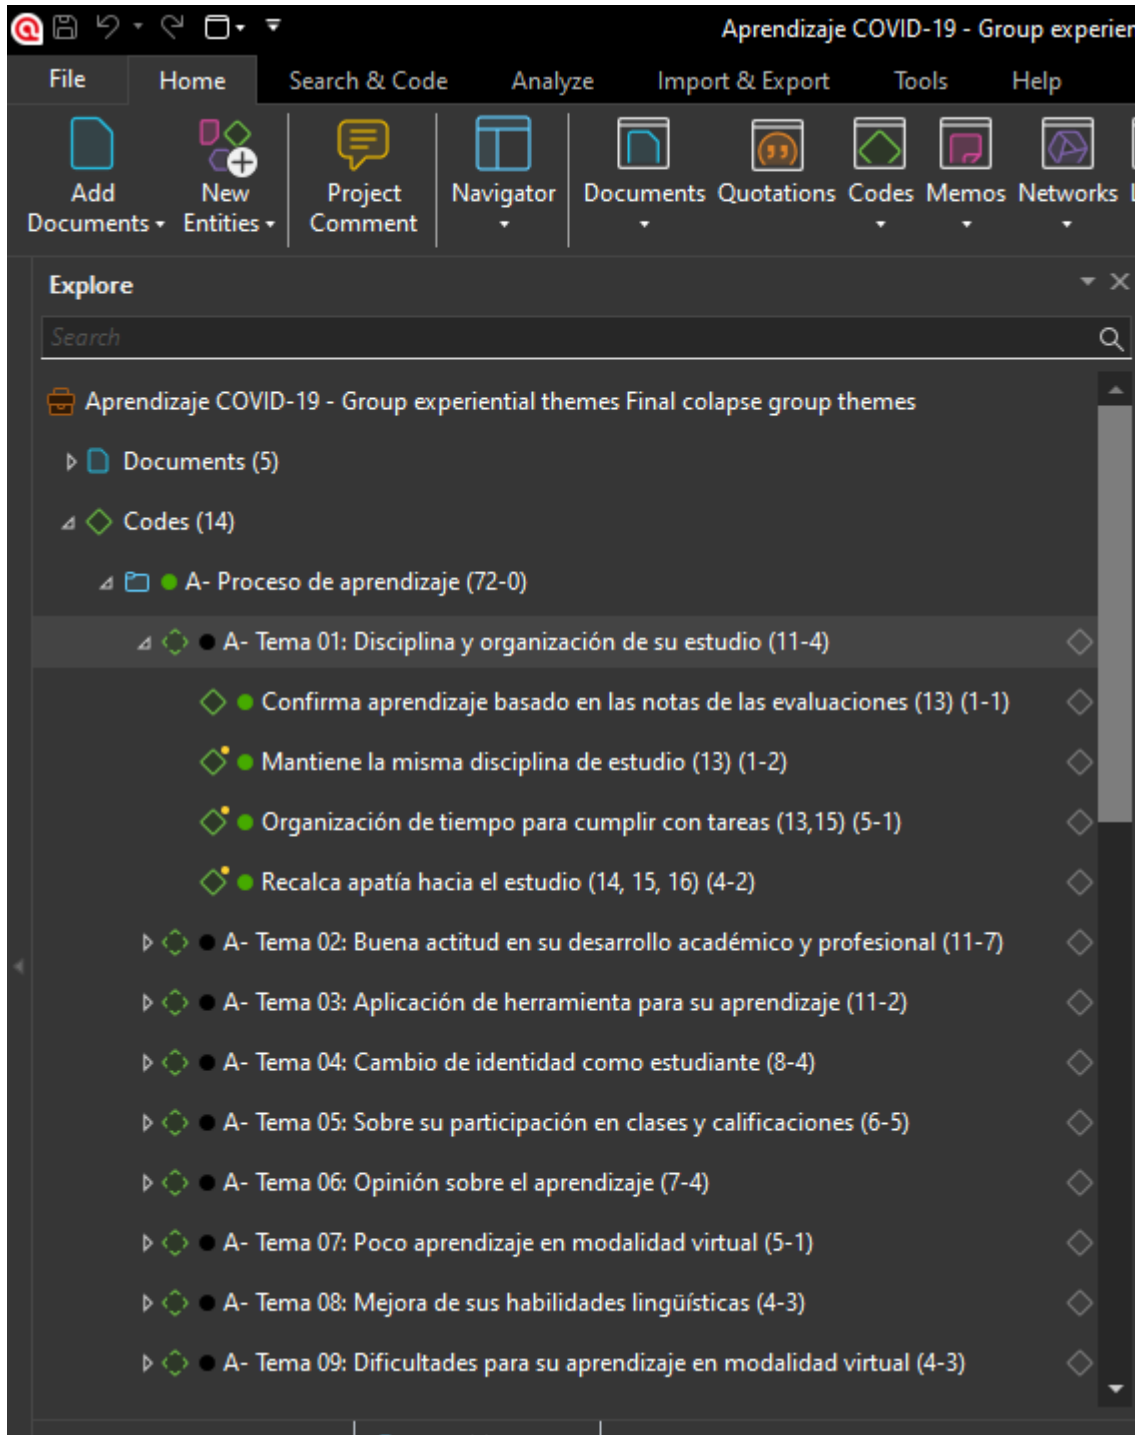 Aprendizaje COVID-19 - Group experien
File Home Search & Code Analyze Import & Export Tools Help
Add Documents New Entities Project Comment Navigator Documents Quotations Codes Memos Networks
Explore
Search
Aprendizaje COVID-19 - Group experiential themes Final colapse group themes
Documents (5)
Codes (14)
A- Proceso de aprendizaje (72-0)
A- Tema 01: Disciplina y organización de su estudio (11-4)
Confirma aprendizaje basado en las notas de las evaluaciones (13) (1-1)
Mantiene la misma disciplina de estudio (13) (1-2)
Organización de tiempo para cumplir con tareas (13,15) (5-1)
Recalca apatía hacia el estudio (14, 15, 16) (4-2)
A- Tema 02: Buena actitud en su desarrollo académico y profesional (11-7)
A- Tema 03: Aplicación de herramienta para su aprendizaje (11-2)
A- Tema 04: Cambio de identidad como estudiante (8-4)
A- Tema 05: Sobre su participación en clases y calificaciones (6-5)
A- Tema 06: Opinión sobre el aprendizaje (7-4)
A- Tema 07: Poco aprendizaje en modalidad virtual (5-1)
A- Tema 08: Mejora de sus habilidades lingüísticas (4-3)
A- Tema 09: Dificultades para su aprendizaje en modalidad virtual (4-3)